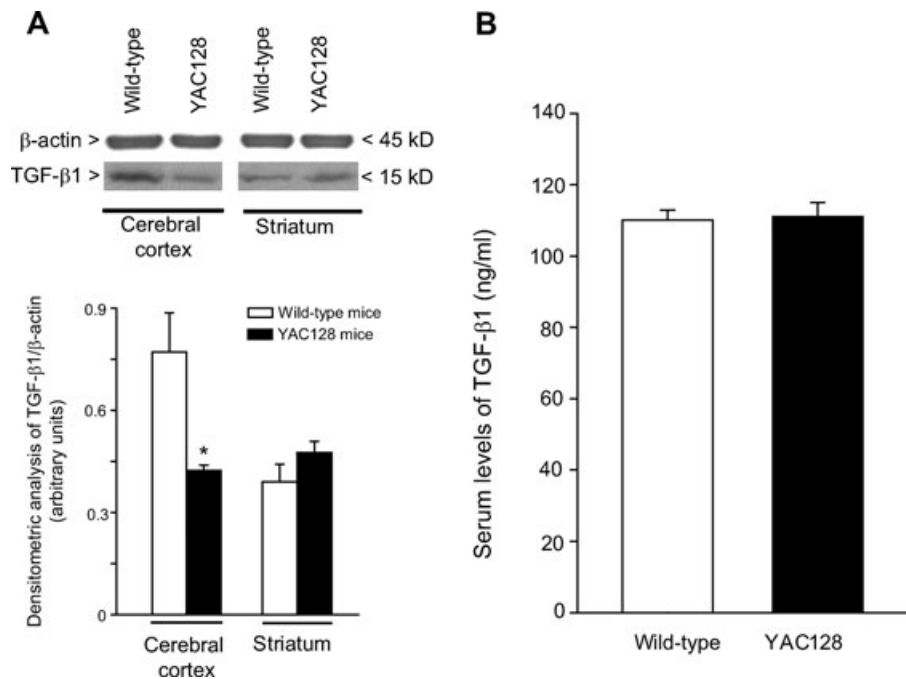 A
Wild-type
YAC128
Wild-type
YAC128
β-actin >
< 45 kD
TGF-β1 >
< 15 kD
Cerebral
cortex
Striatum
Densitometric analysis of TGF-β1/β-actin
(arbitrary units)
0.9
0.6
0.3
0
Wild-type mice
YAC128 mice
*
Cerebral
cortex
Striatum
B
Serum levels of TGF-β1 (ng/ml)
140
120
100
80
60
40
20
0
Wild-type
YAC128